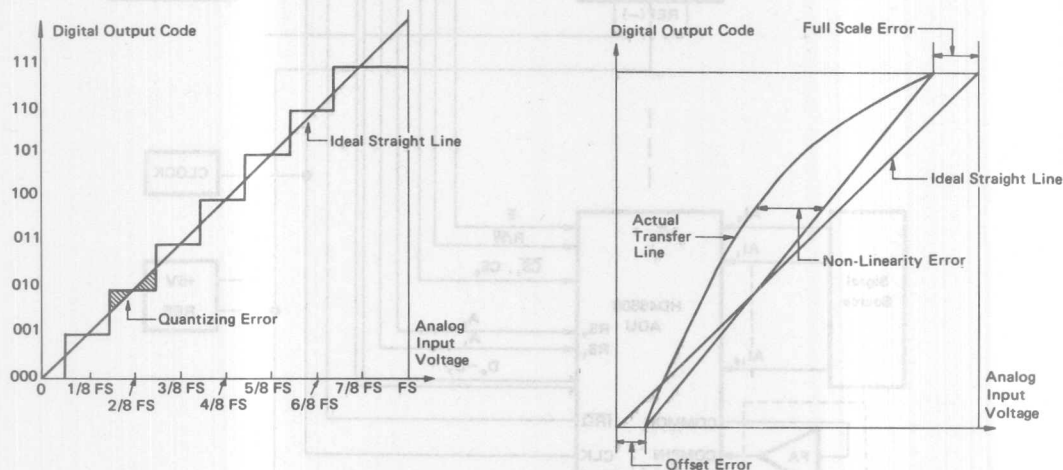 Digital Output Code
111
110
101
100
011
010
001
000
Ideal Straight Line
Quantizing Error
Analog
Input
Voltage
0
1/8 FS
2/8 FS
3/8 FS
4/8 FS
5/8 FS
6/8 FS
7/8 FS
FS
Digital Output Code
Full Scale Error
Ideal Straight Line
Actual
Transfer
Line
Non-Linearity Error
Analog
Input
Voltage
Offset Error